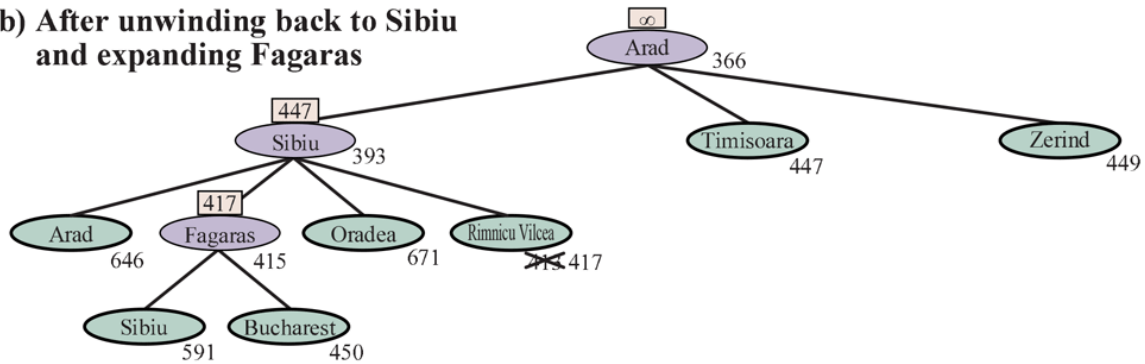 b) After unwinding back to Sibiu
and expanding Fagaras
∞
Arad
366
447
Sibiu
393
Timisoara
447
Zerind
449
417
Arad
646
Fagaras
415
Oradea
671
Rimnicu Vilcea
413 417
Sibiu
591
Bucharest
450